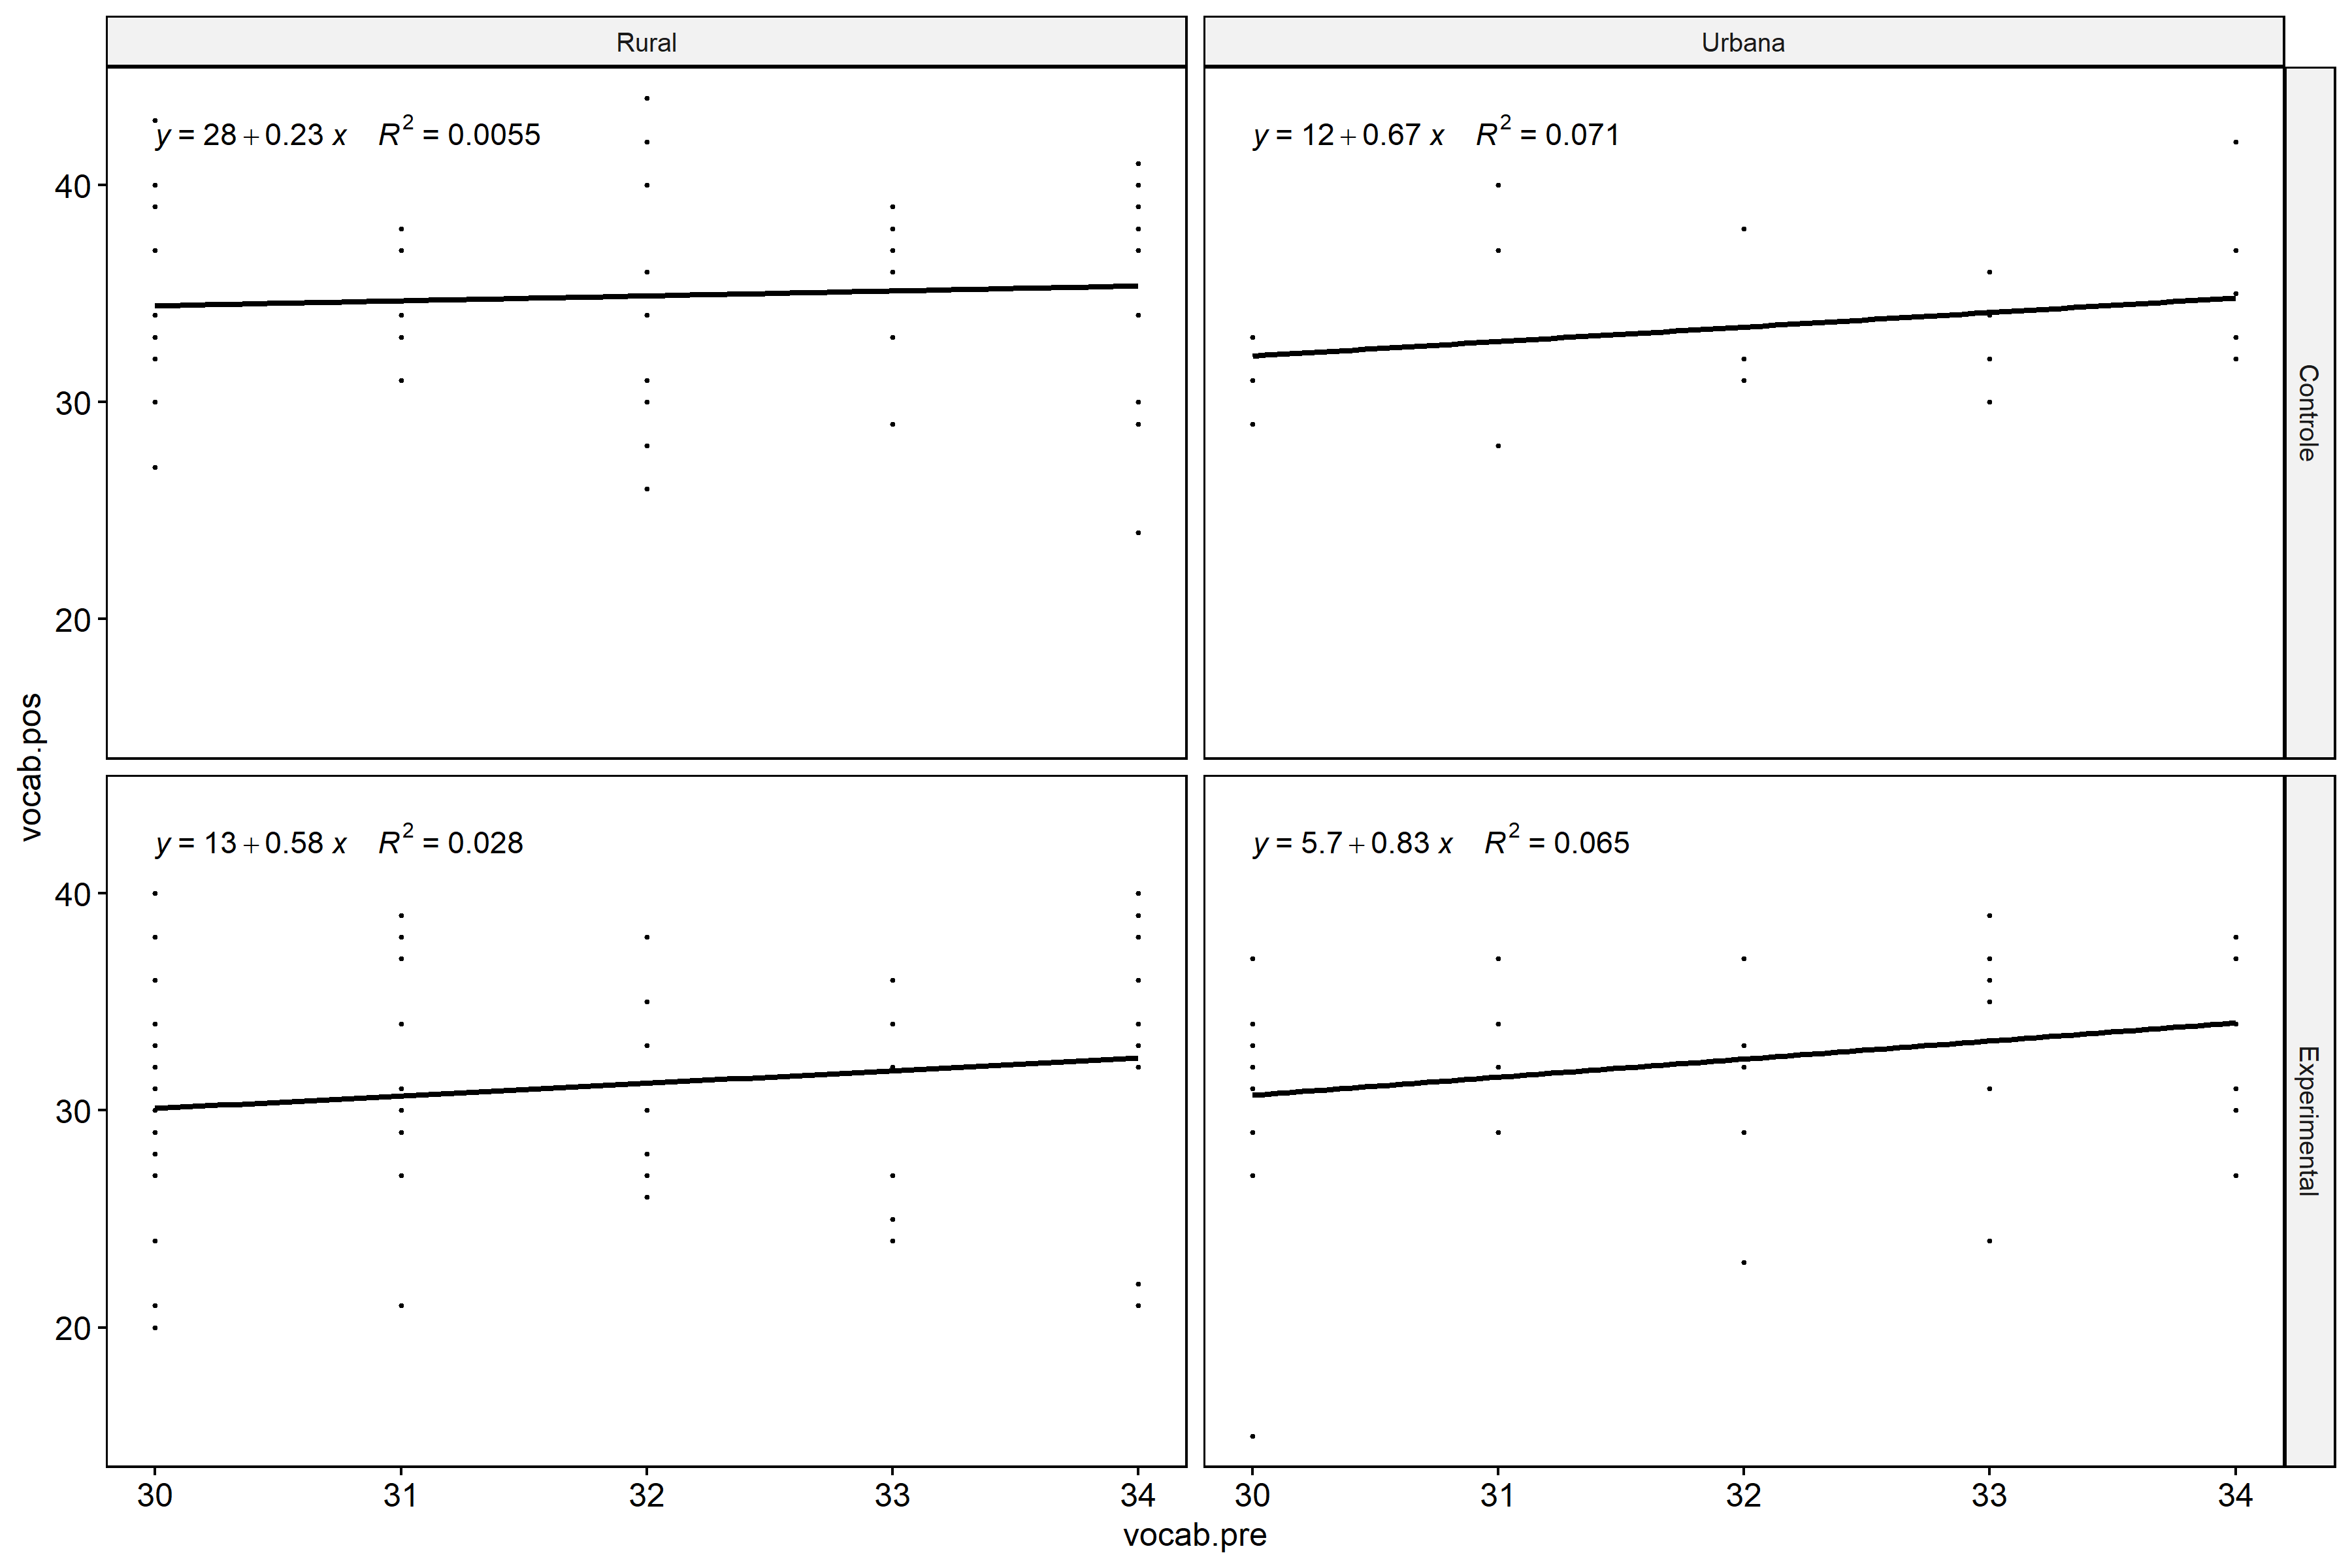 Rural
Urbana
y = 28 + 0.23 x   R² = 0.0055
y = 12 + 0.67 x   R² = 0.071
40
30
20
Controle
vocab.pos
y = 13 + 0.58 x   R² = 0.028
y = 5.7 + 0.83 x   R² = 0.065
40
30
20
Experimental
30 31 32 33 34
30 31 32 33 34
vocab.pre